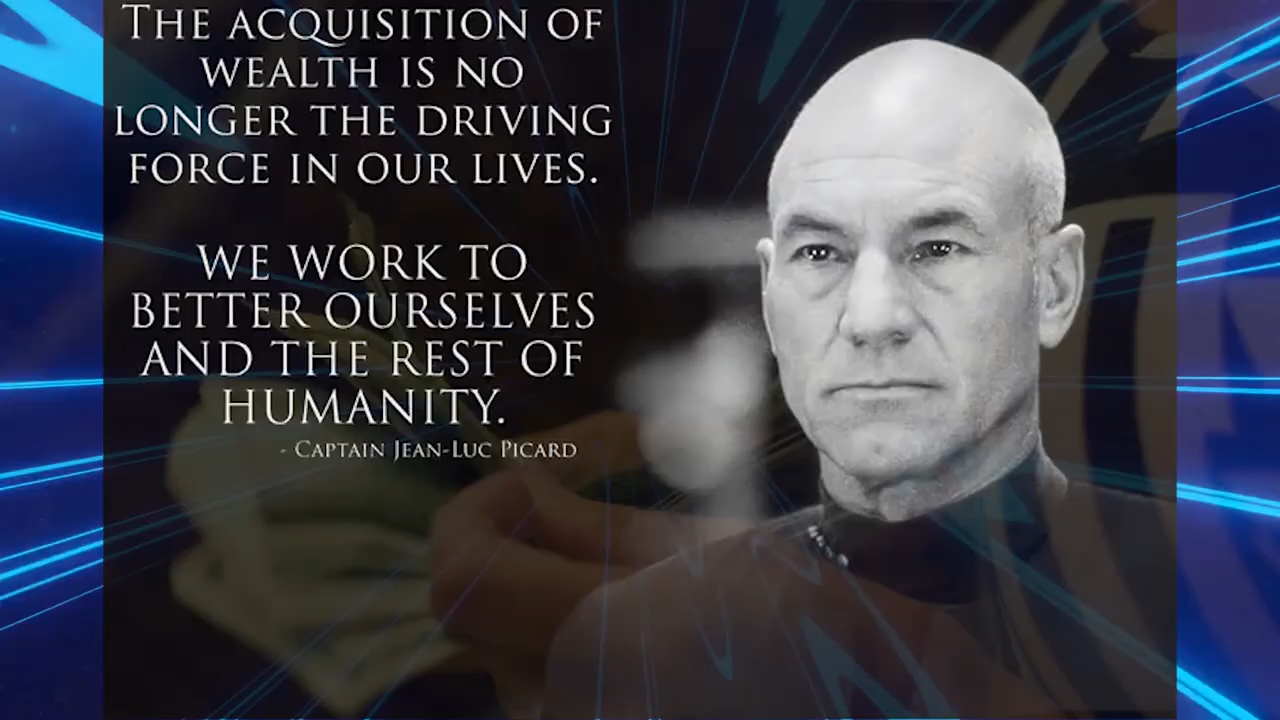 THE ACQUISITION OF
WEALTH IS NO
LONGER THE DRIVING
FORCE IN OUR LIVES.
WE WORK TO
BETTER OURSELVES
AND THE REST OF
HUMANITY.
- CAPTAIN JEAN-LUC PICARD